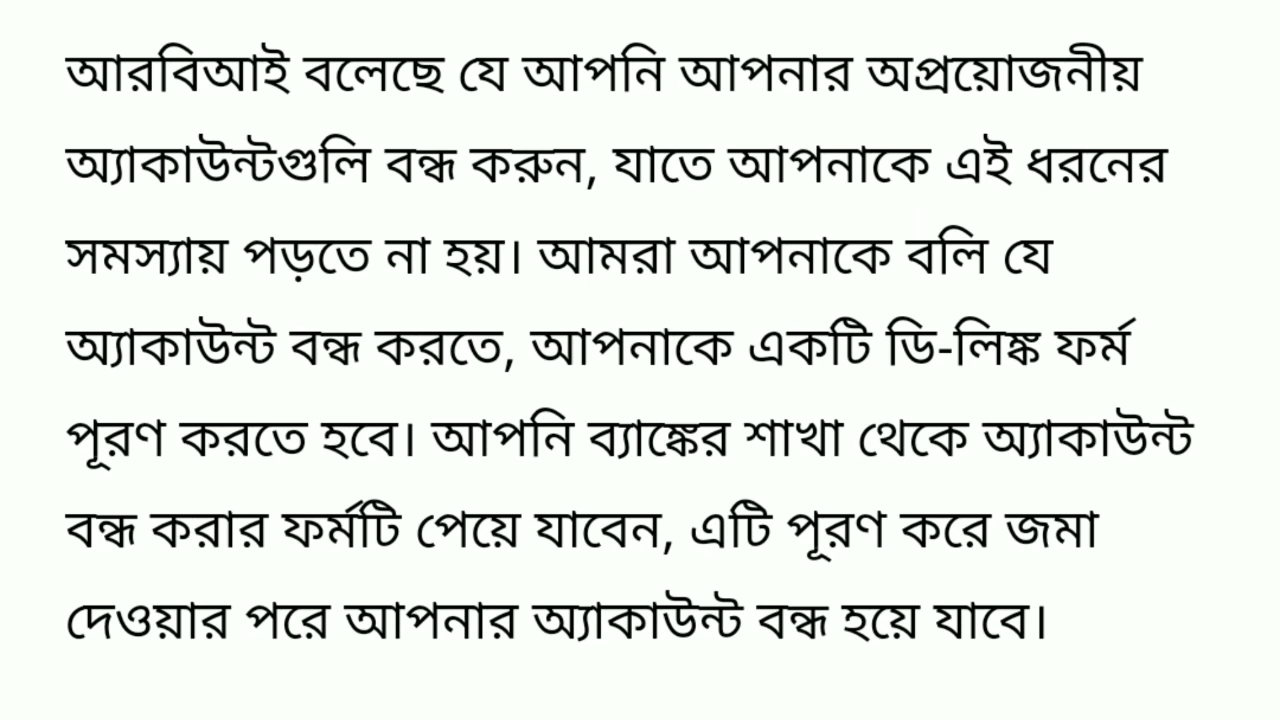 আরবিআই বলেছে যে আপনি আপনার অপ্রয়োজনীয়
অ্যাকাউন্টগুলি বন্ধ করুন, যাতে আপনাকে এই ধরনের
সমস্যায় পড়তে না হয়। আমরা আপনাকে বলি যে
অ্যাকাউন্ট বন্ধ করতে, আপনাকে একটি ডি-লিঙ্ক ফর্ম
পূরণ করতে হবে। আপনি ব্যাঙ্কের শাখা থেকে অ্যাকাউন্ট
বন্ধ করার ফর্মটি পেয়ে যাবেন, এটি পূরণ করে জমা
দেওয়ার পরে আপনার অ্যাকাউন্ট বন্ধ হয়ে যাবে।